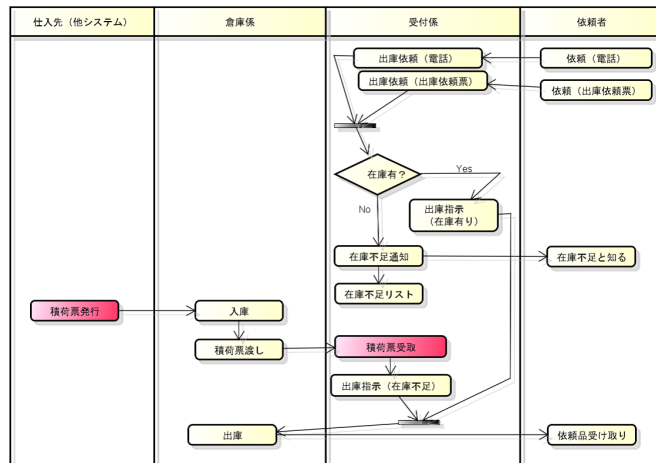 仕入先（他システム）
倉庫係
受付係
依頼者
出庫依頼（電話）
依頼（電話）
出庫依頼（出庫依頼票）
依頼（出庫依頼票）
在庫有？
Yes
No
出庫指示
（在庫有り）
在庫不足通知
在庫不足と知る
在庫不足リスト
積荷票発行
入庫
積荷票渡し
積荷票受取
出庫指示（在庫不足）
出庫
依頼品受け取り